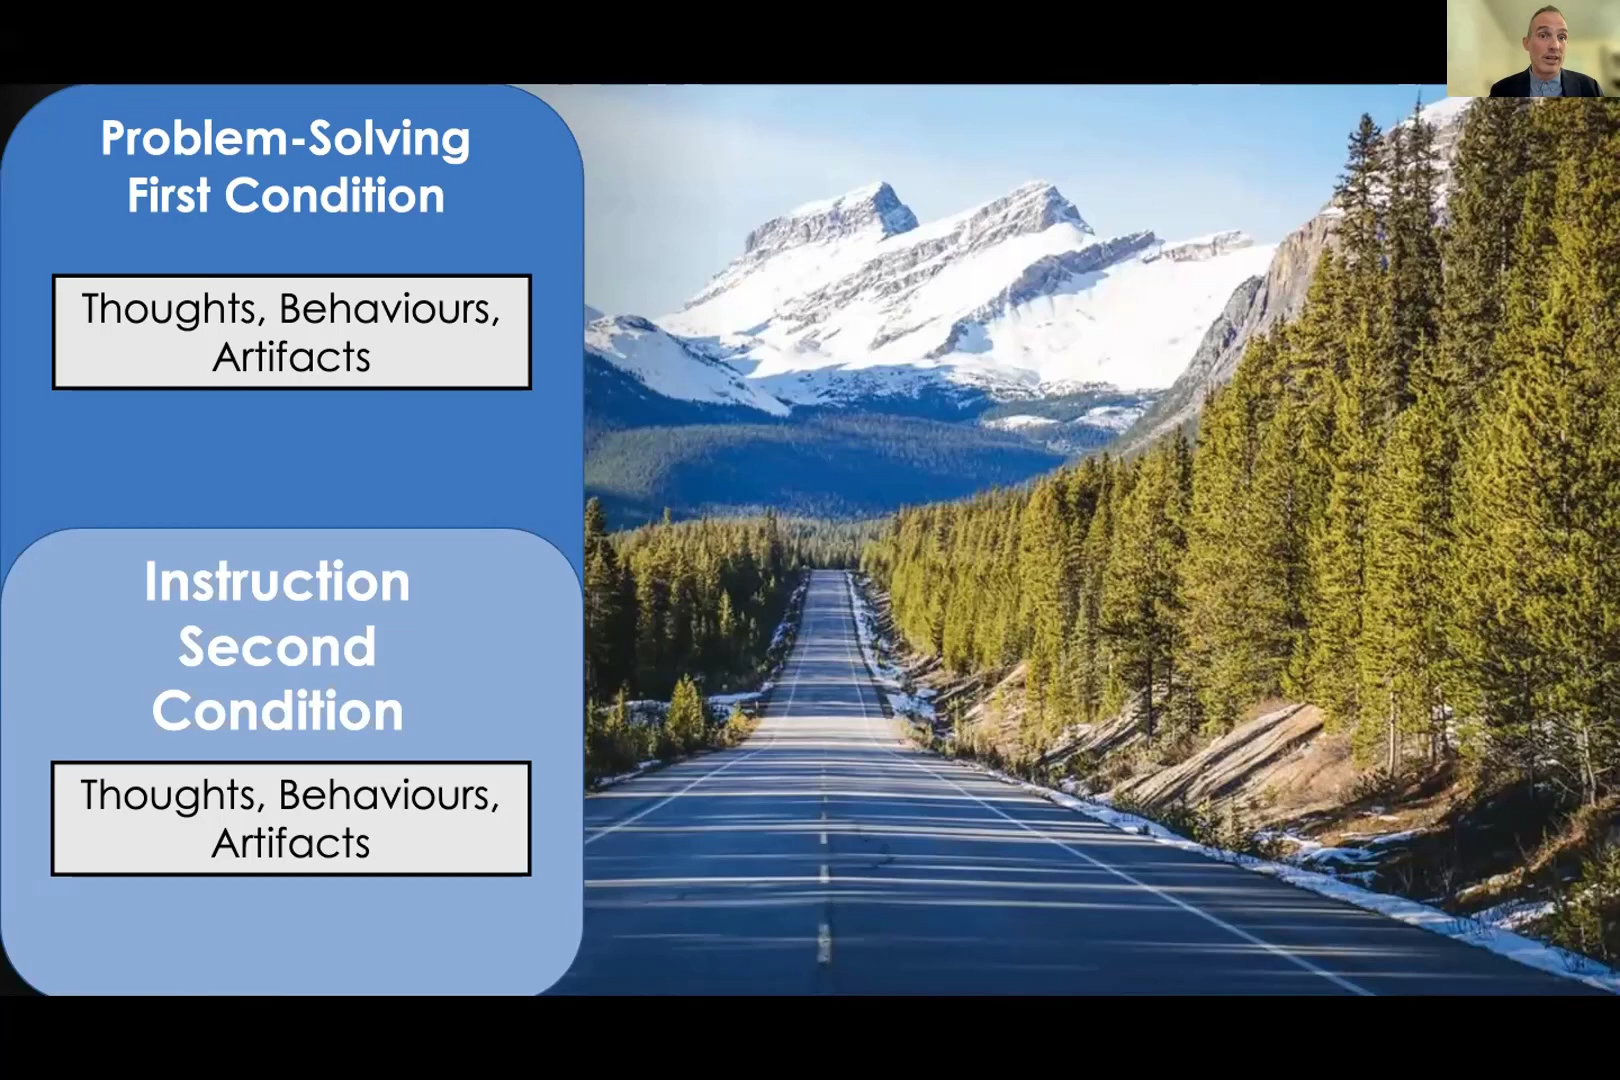 Problem-Solving
First Condition
Thoughts, Behaviours,
Artifacts
Instruction
Second
Condition
Thoughts, Behaviours,
Artifacts